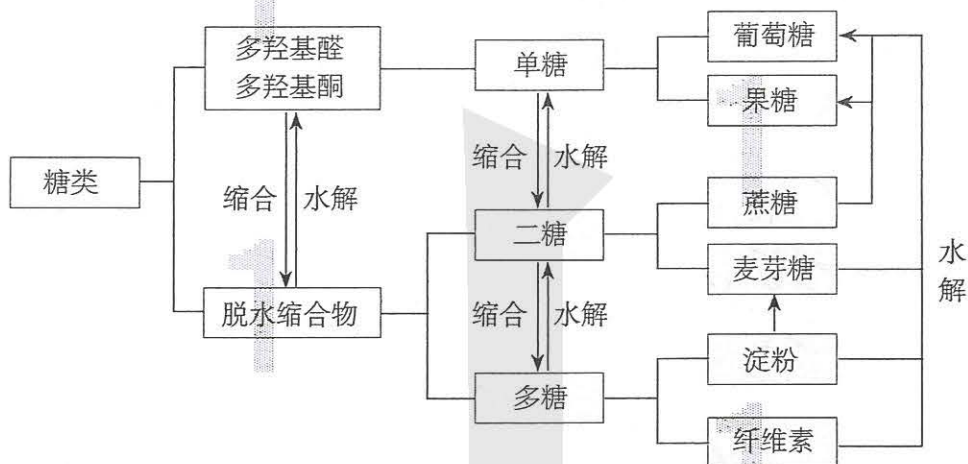 多羟基醛
多羟基酮
单糖
葡萄糖
果糖
糖类
缩合
水解
缩合
水解
蔗糖
二糖
麦芽糖
水解
脱水缩合物
缩合
水解
淀粉
多糖
纤维素